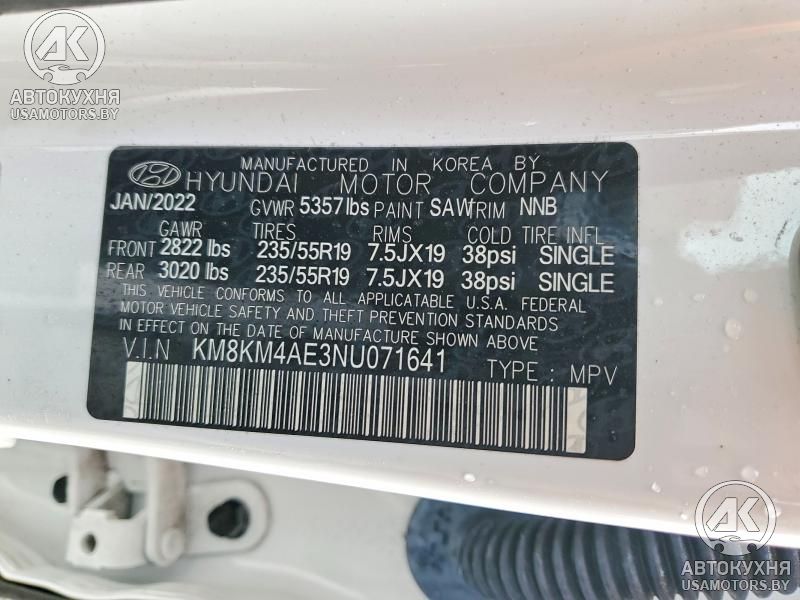 АК
АВТОКУХНЯ
USAMOTORS.BY
MANUFACTURED IN KOREA BY
HYUNDAI MOTOR COMPANY
JAN/2022 GVWR 5357lbs PAINT SAW TRIM NNB
GAWR TIRES RIMS COLD TIRE INFL
FRONT 2822 lbs 235/55R19 7.5JX19 38psi SINGLE
REAR 3020 lbs 235/55R19 7.5JX19 38psi SINGLE
THIS VEHICLE CONFORMS TO ALL APPLICABLE U.S.A. FEDERAL
MOTOR VEHICLE SAFETY AND THEFT PREVENTION STANDARDS
IN EFFECT ON THE DATE OF MANUFACTURE SHOWN ABOVE
V.I.N KM8KM4AE3NU071641 TYPE : MPV
АК
АВТОКУХНЯ
USAMOTORS.BY